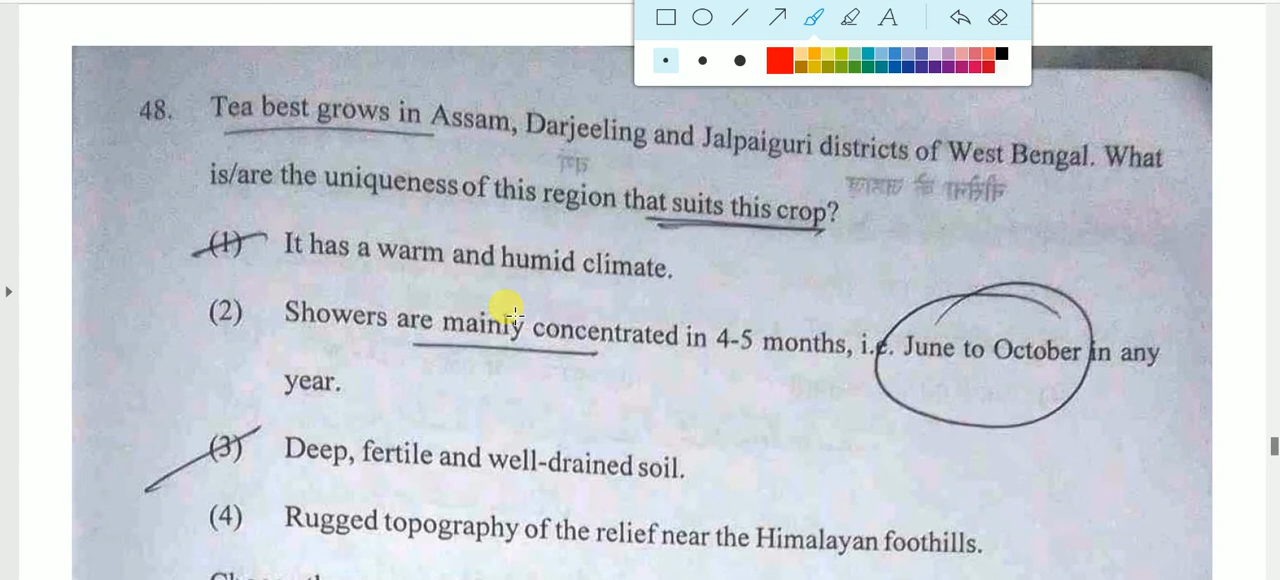 48. Tea best grows in Assam, Darjeeling and Jalpaiguri districts of West Bengal. What
is/are the uniqueness of this region that suits this crop?
(1) It has a warm and humid climate.
(2) Showers are mainly concentrated in 4-5 months, i.e. June to October in any
year.
(3) Deep, fertile and well-drained soil.
(4) Rugged topography of the relief near the Himalayan foothills.